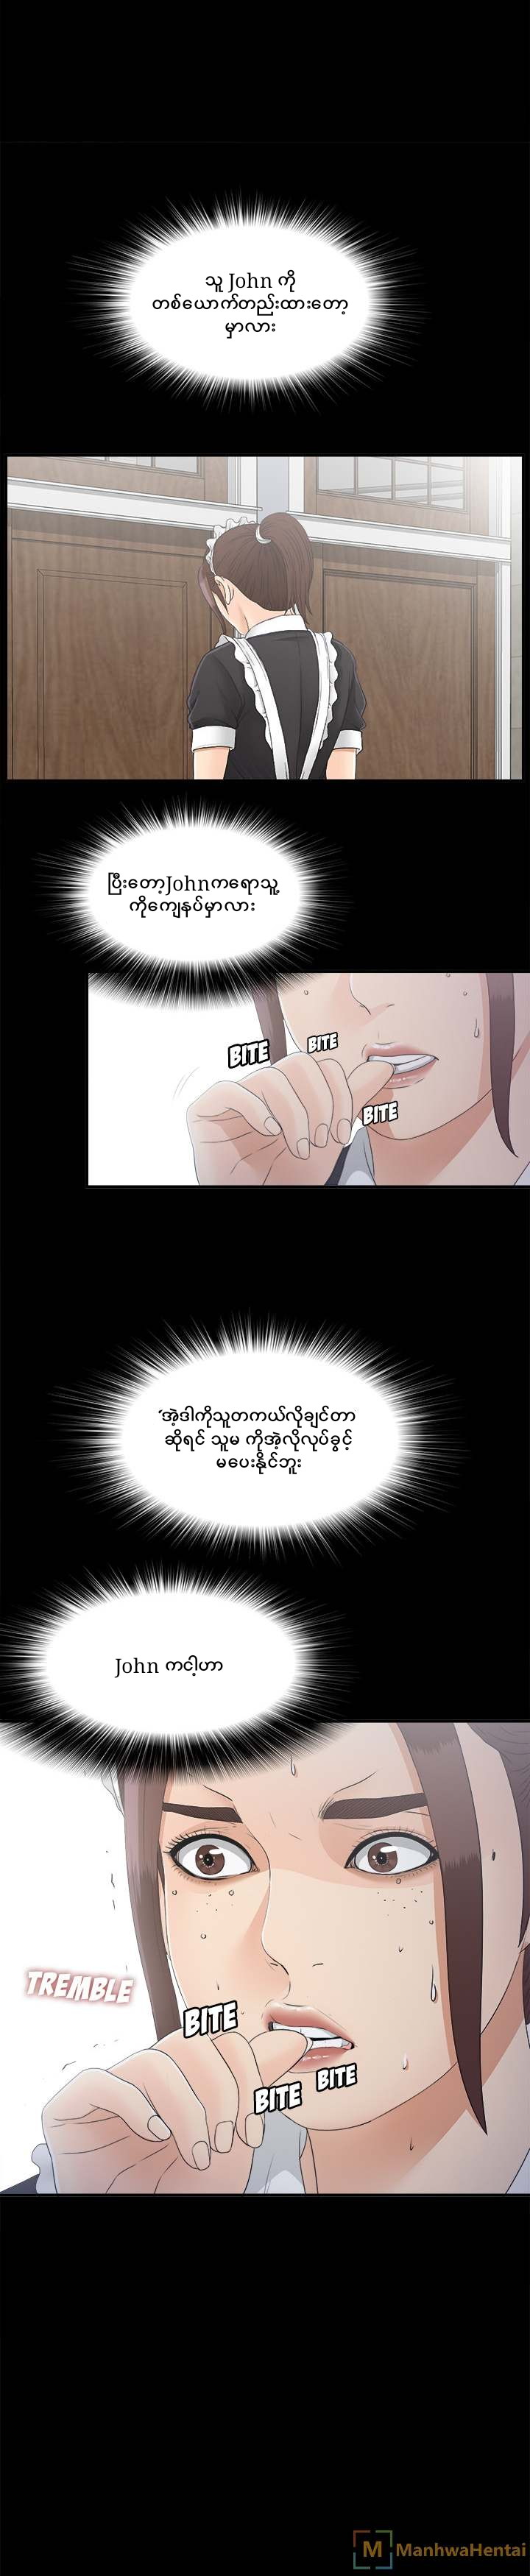 သူ John ကို
တစ်ယောက်တည်းထားတော့
မှာလား
ပြီးတော့Johnကရောသူ့
ကိုကျေနပ်မှာလား
BITE
BITE
BITE
‘အဲ့ဒါကိုသူတကယ်လိုချင်တာ
ဆိုရင် သူမ ကိုအဲ့လိုလုပ်ခွင့်
မပေးနိုင်ဘူး
John ကငါ့ဟာ
TREMBLE
BITE
BITE
BITE
M ManhwaHentai